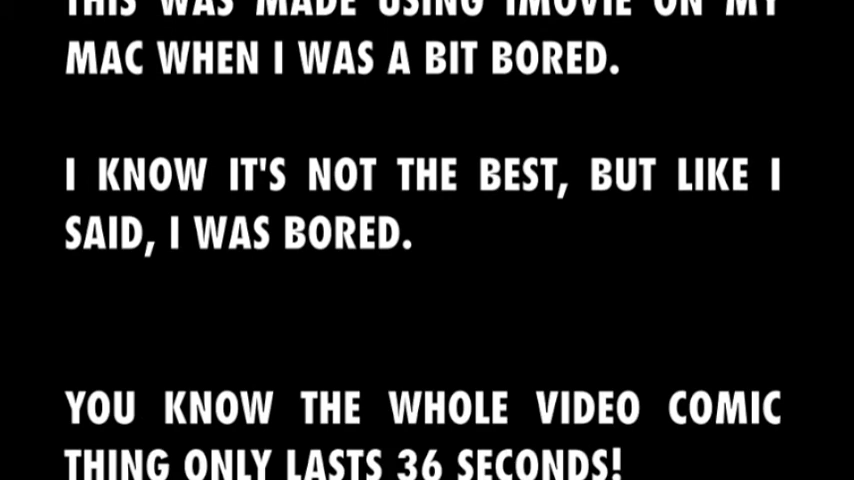 THIS WAS MADE USING IMOVIE ON MY
MAC WHEN I WAS A BIT BORED.
I KNOW IT'S NOT THE BEST, BUT LIKE I
SAID, I WAS BORED.
YOU KNOW THE WHOLE VIDEO COMIC
THING ONLY LASTS 36 SECONDS!